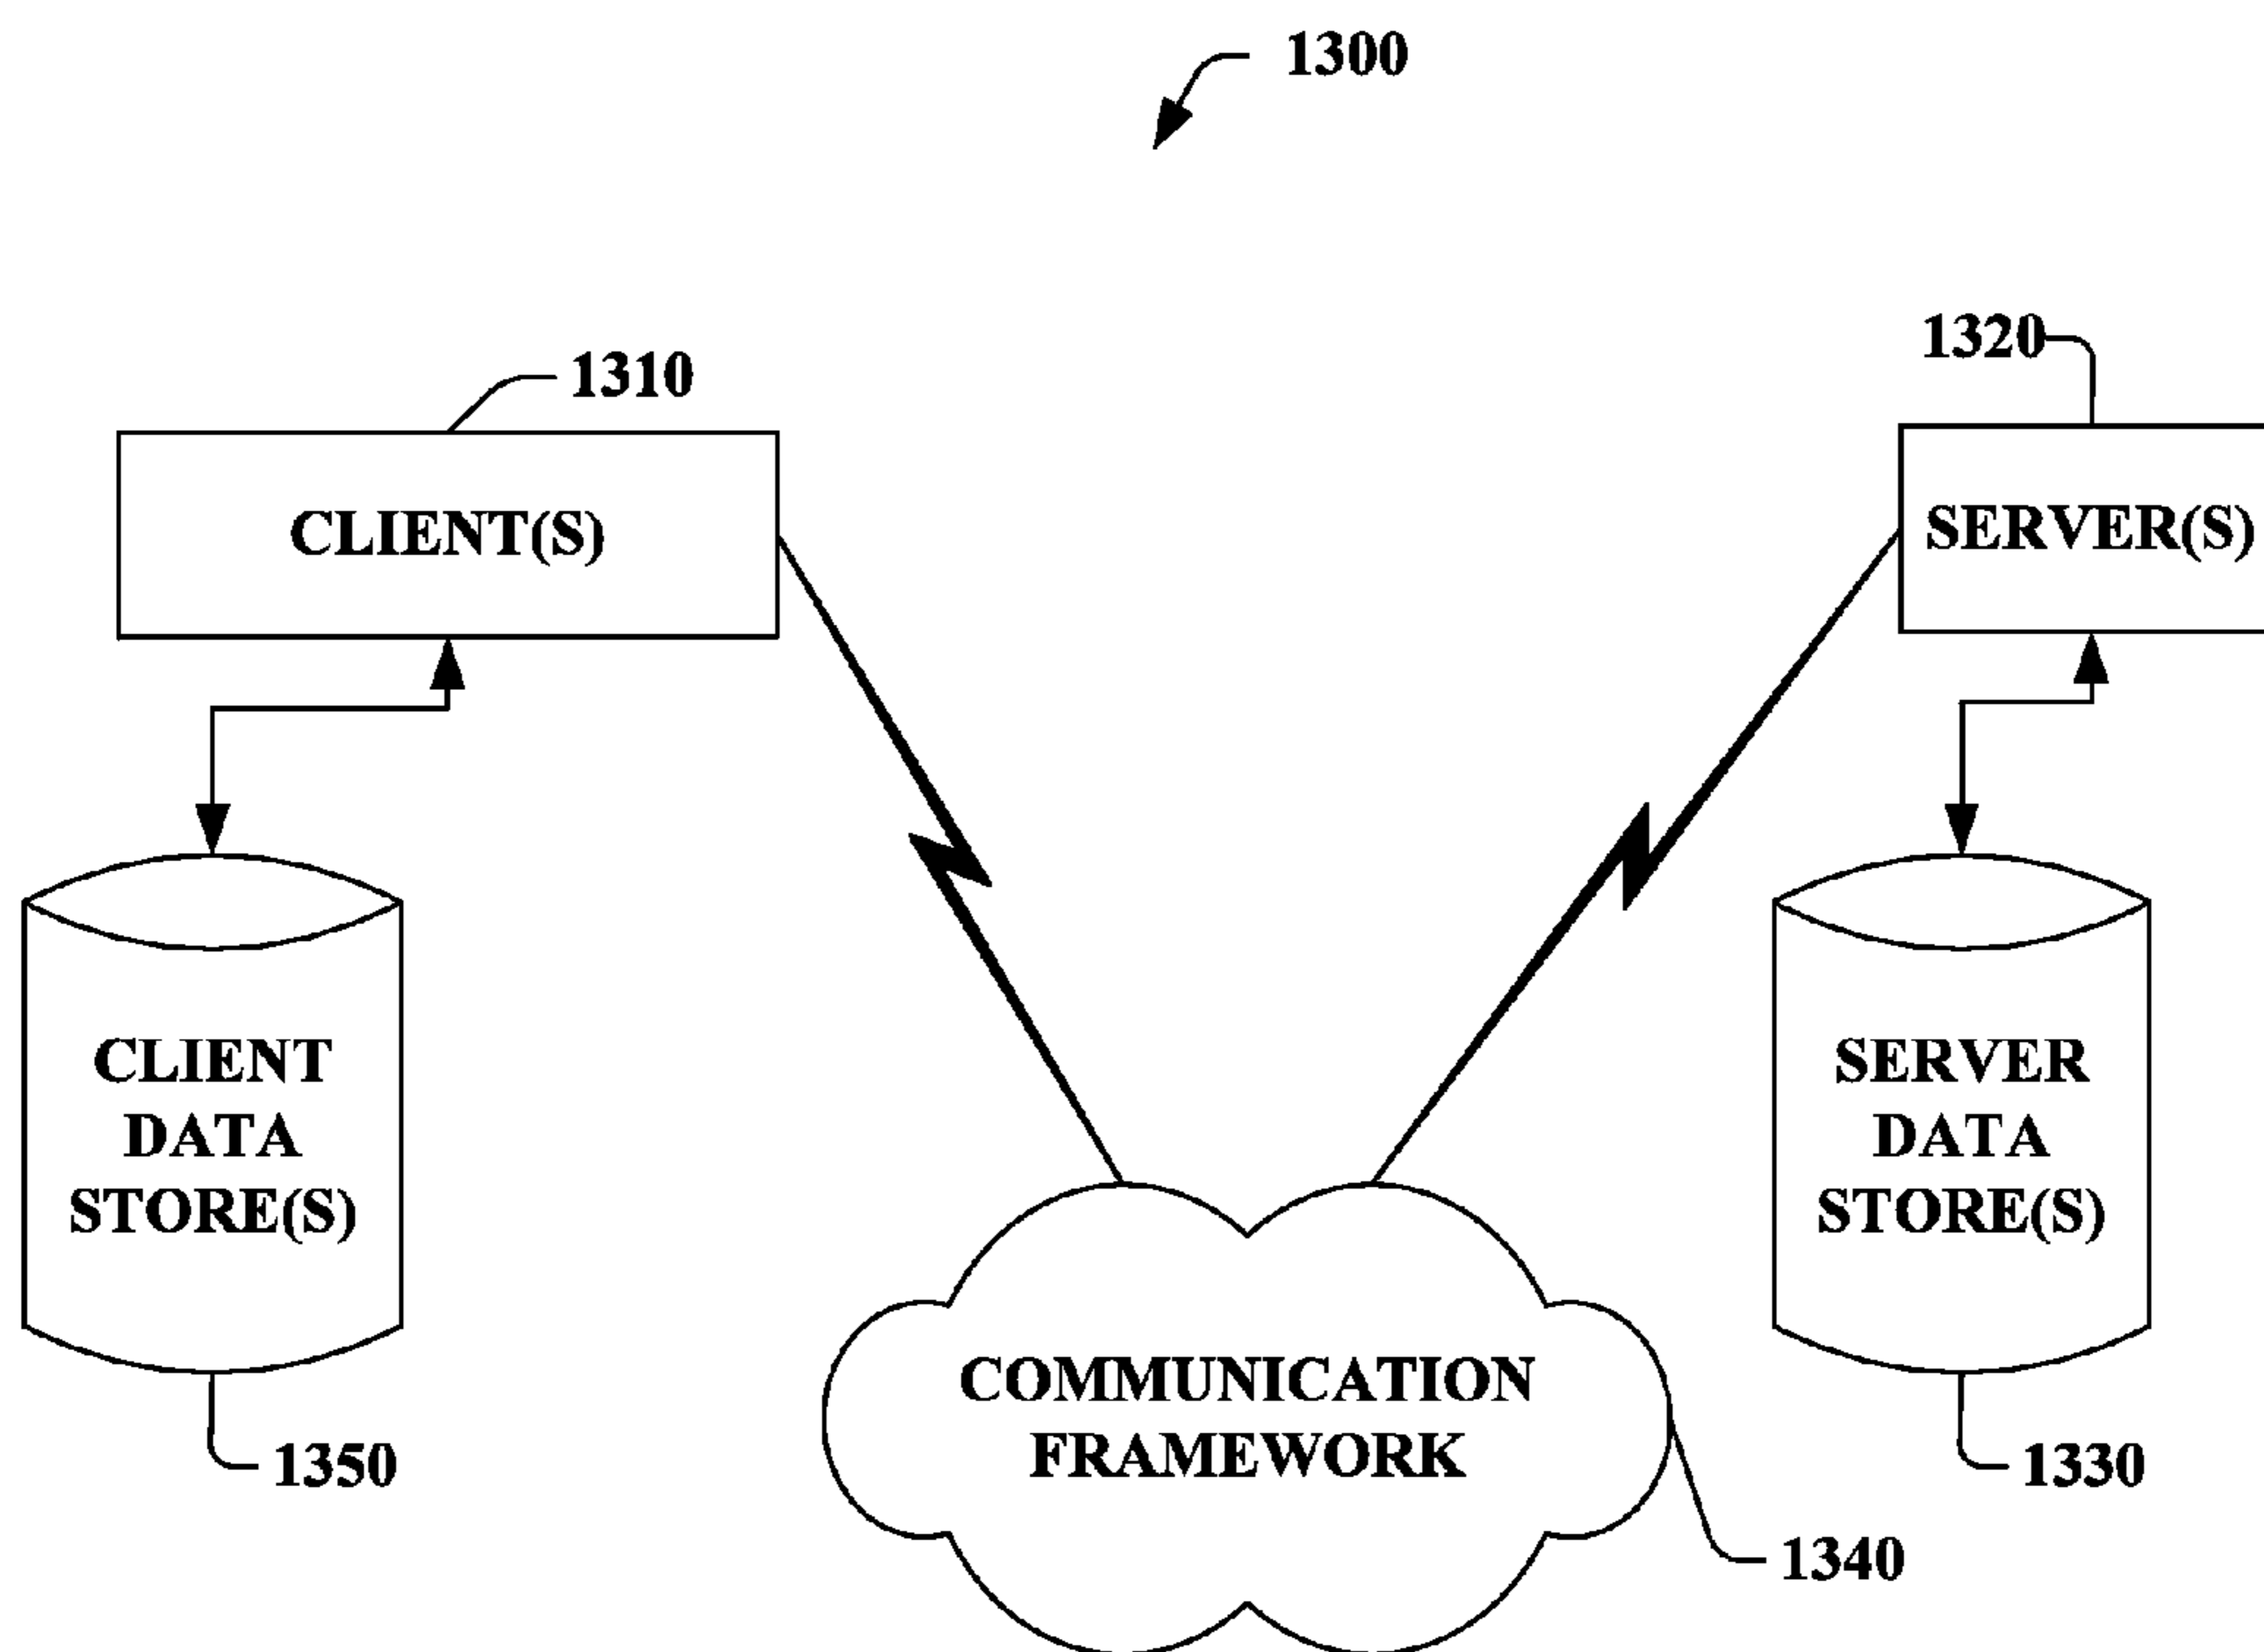 1300
1310
1320
CLIENT(S)
SERVER(S)
CLIENT
DATA
STORE(S)
SERVER
DATA
STORE(S)
COMMUNICATION
FRAMEWORK
1350
1330
1340